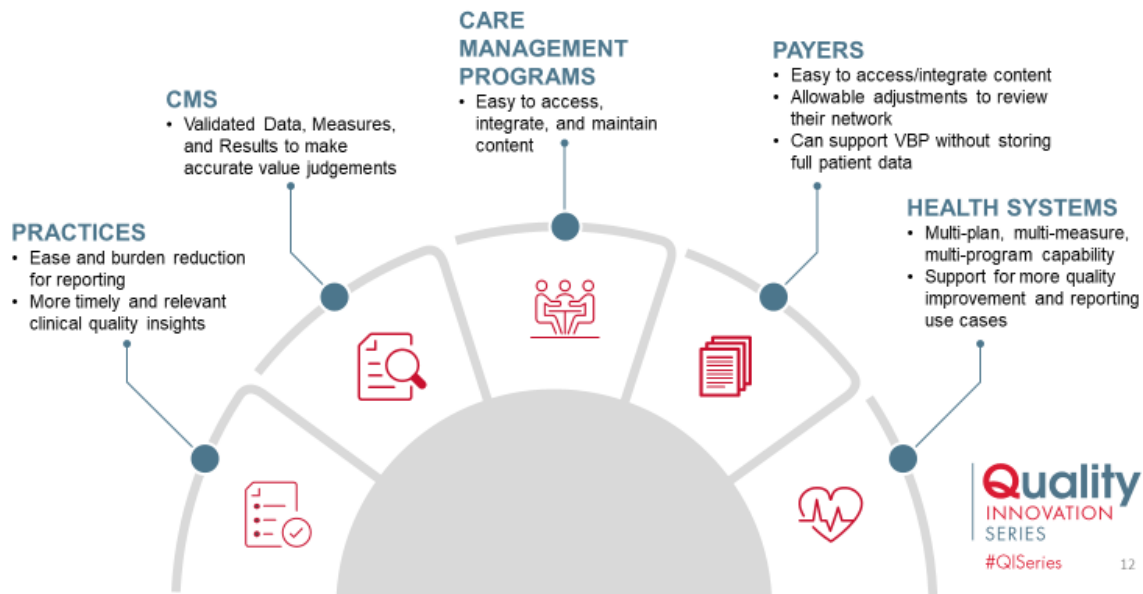 PRACTICES
• Ease and burden reduction
for reporting
• More timely and relevant
clinical quality insights
CMS
• Validated Data, Measures,
and Results to make
accurate value judgements
CARE
MANAGEMENT
PROGRAMS
• Easy to access,
integrate, and maintain
content
PAYERS
• Easy to access/integrate content
• Allowable adjustments to review
their network
• Can support VBP without storing
full patient data
HEALTH SYSTEMS
• Multi-plan, multi-measure,
multi-program capability
• Support for more quality
improvement and reporting
use cases
Quality
INNOVATION
SERIES
#QISeries
12